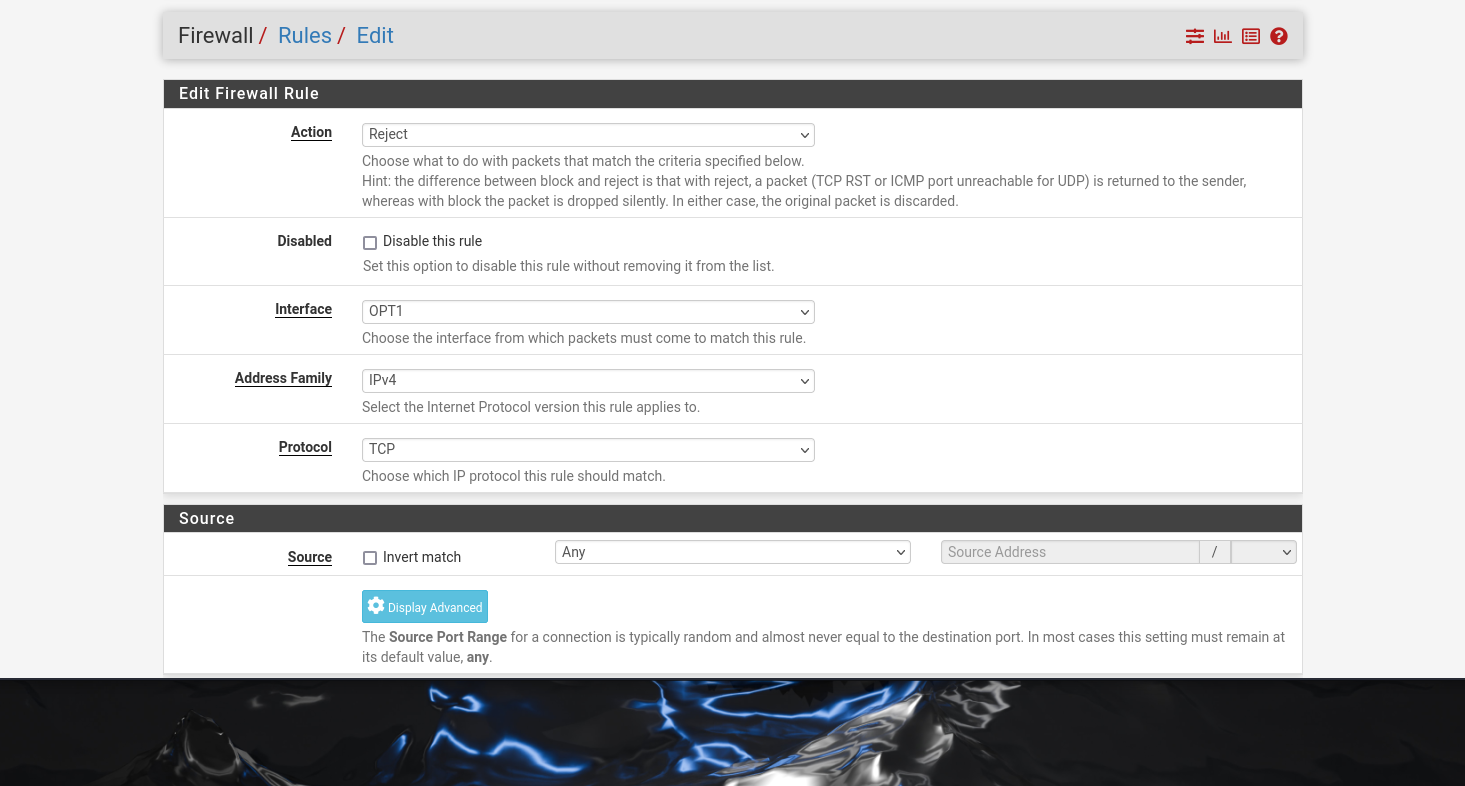 Firewall / Rules / Edit
Edit Firewall Rule
Action
Reject
Choose what to do with packets that match the criteria specified below.
Hint: the difference between block and reject is that with reject, a packet (TCP RST or ICMP port unreachable for UDP) is returned to the sender,
whereas with block the packet is dropped silently. In either case, the original packet is discarded.
Disabled
Disable this rule
Set this option to disable this rule without removing it from the list.
Interface
OPT1
Choose the interface from which packets must come to match this rule.
Address Family
IPv4
Select the Internet Protocol version this rule applies to.
Protocol
TCP
Choose which IP protocol this rule should match.
Source
Source
Invert match
Any
Source Address
/
Display Advanced
The Source Port Range for a connection is typically random and almost never equal to the destination port. In most cases this setting must remain at
its default value, any.